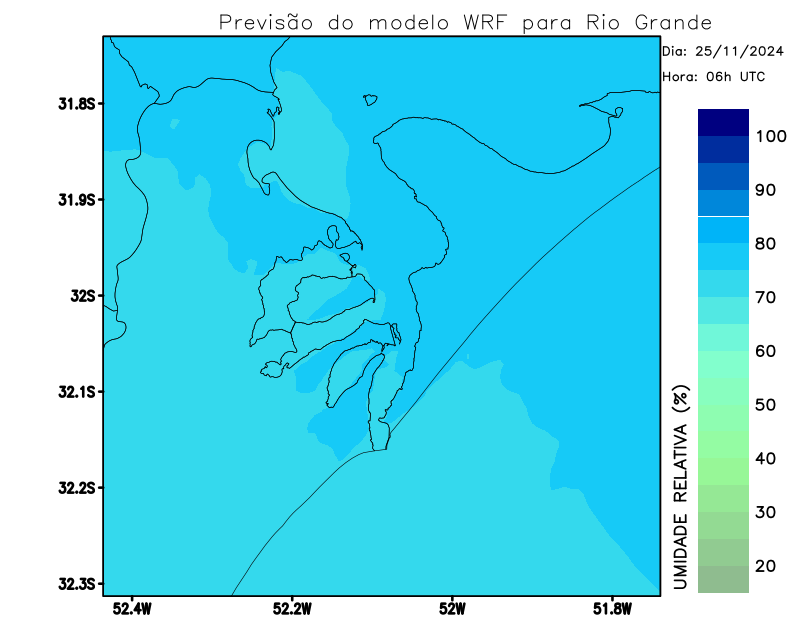 Previsão do modelo WRF para Rio Grande
Dia: 25/11/2024
Hora: 06h UTC
31.8S
31.9S
32S
32.1S
32.2S
32.3S
52.4W
52.2W
52W
51.8W
100
90
80
70
60
50
40
30
20
UMIDADE RELATIVA (%)